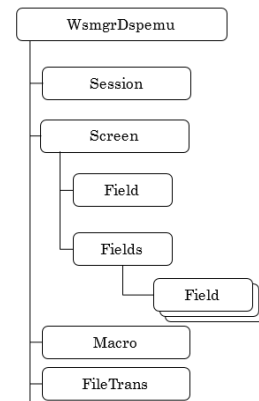 WsmgrDspemu
Session
Screen
Field
Fields
Field
Macro
FileTrans